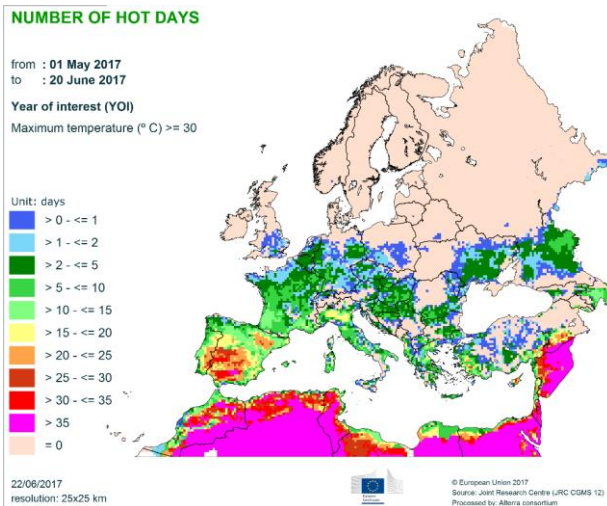 NUMBER OF HOT DAYS
from : 01 May 2017
to : 20 June 2017
Year of interest (YOI)
Maximum temperature (º C) >= 30
Unit: days
> 0 - <= 1
> 1 - <= 2
> 2 - <= 5
> 5 - <= 10
> 10 - <= 15
> 15 - <= 20
> 20 - <= 25
> 25 - <= 30
> 30 - <= 35
> 35
= 0
22/06/2017
resolution: 25x25 km
© European Union 2017
Source: Joint Research Centre (JRC CGMS 12)
Processed by: Alterra consortium